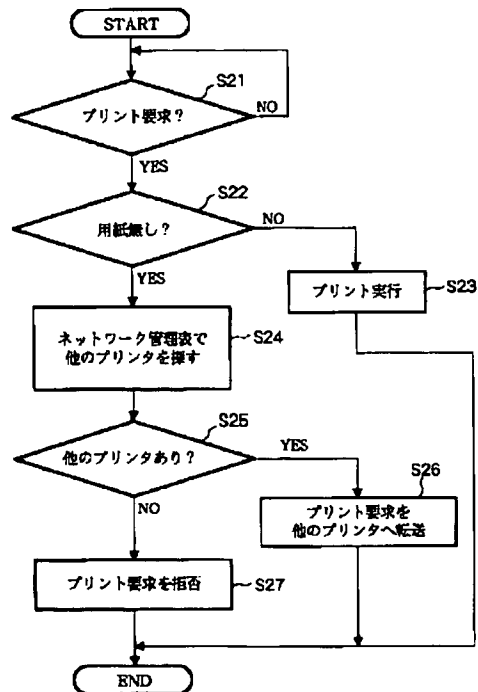 START
S21
プリント要求？
NO
YES
S22
用紙無し？
NO
YES
プリント実行
S23
ネットワーク管理表で
他のプリンタを探す
S24
S25
他のプリンタあり？
YES
NO
S26
プリント要求を
他のプリンタへ転送
プリント要求を拒否
S27
END